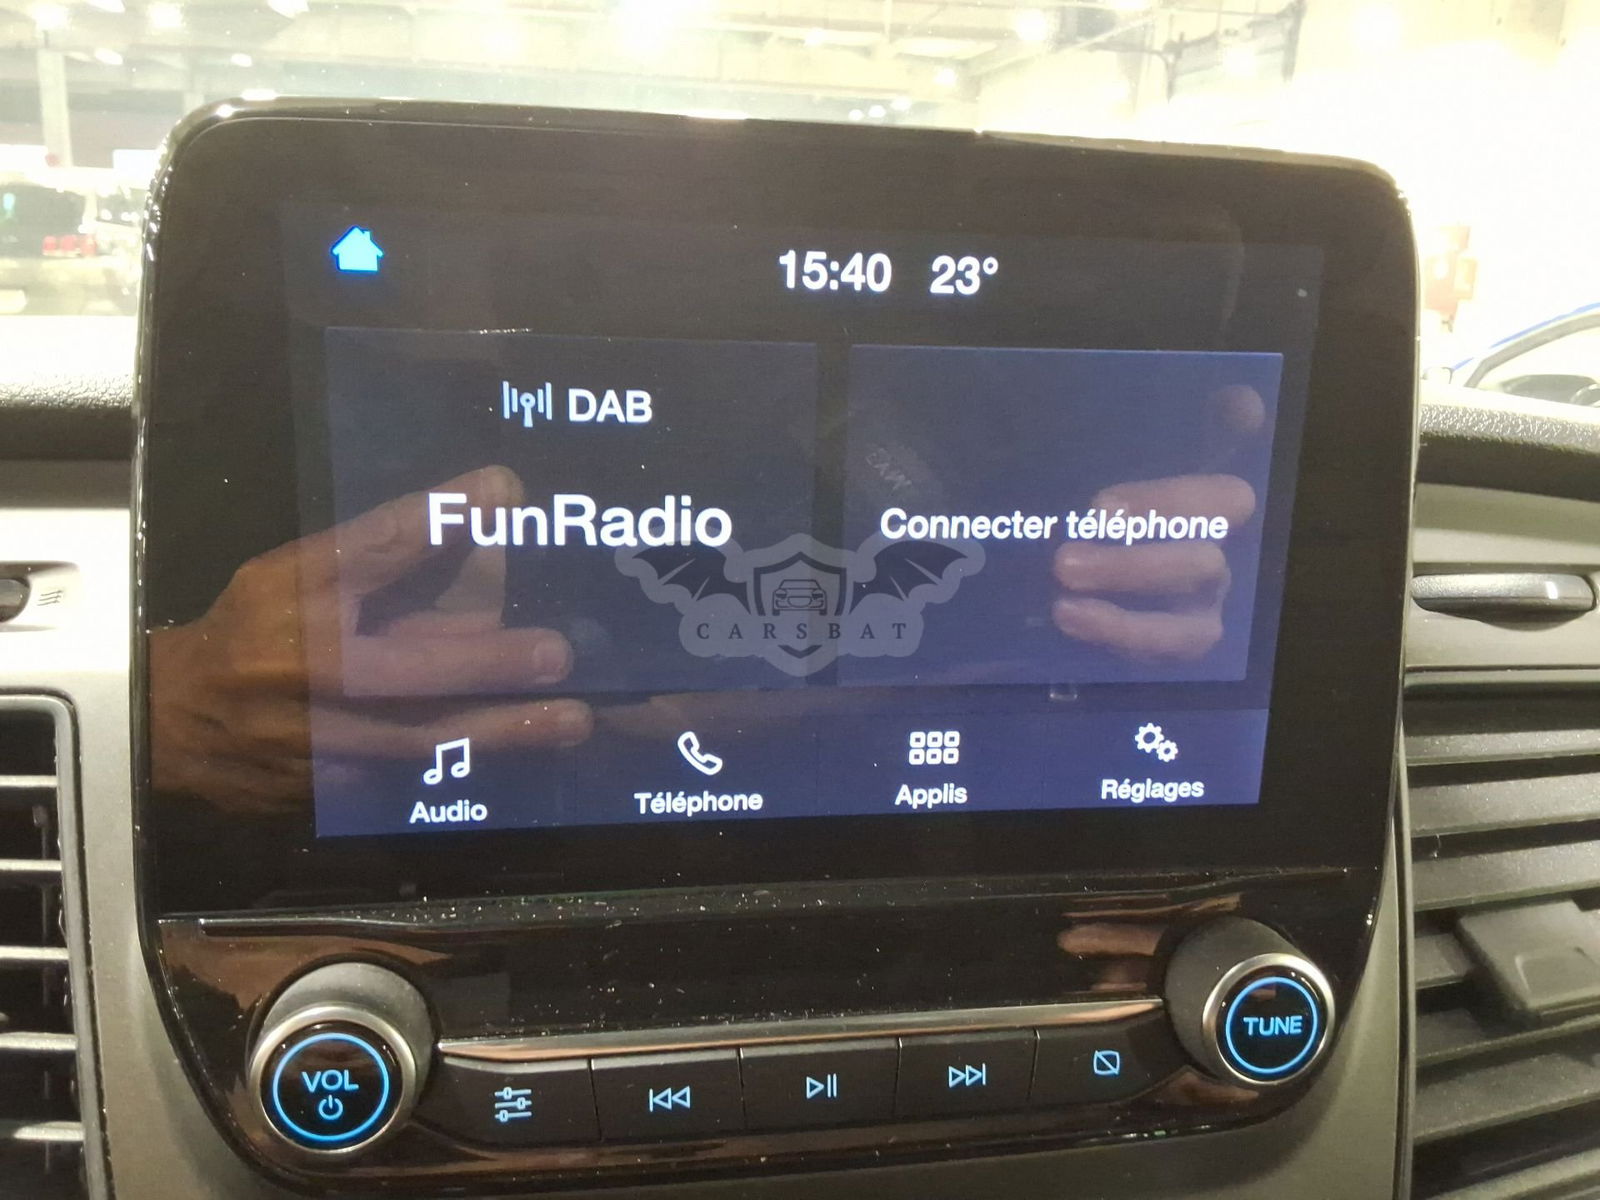 15:40 23°
DAB
FunRadio
Connecter téléphone
CARSBAT
Audio
Téléphone
Applis
Réglages
VOL
TUNE